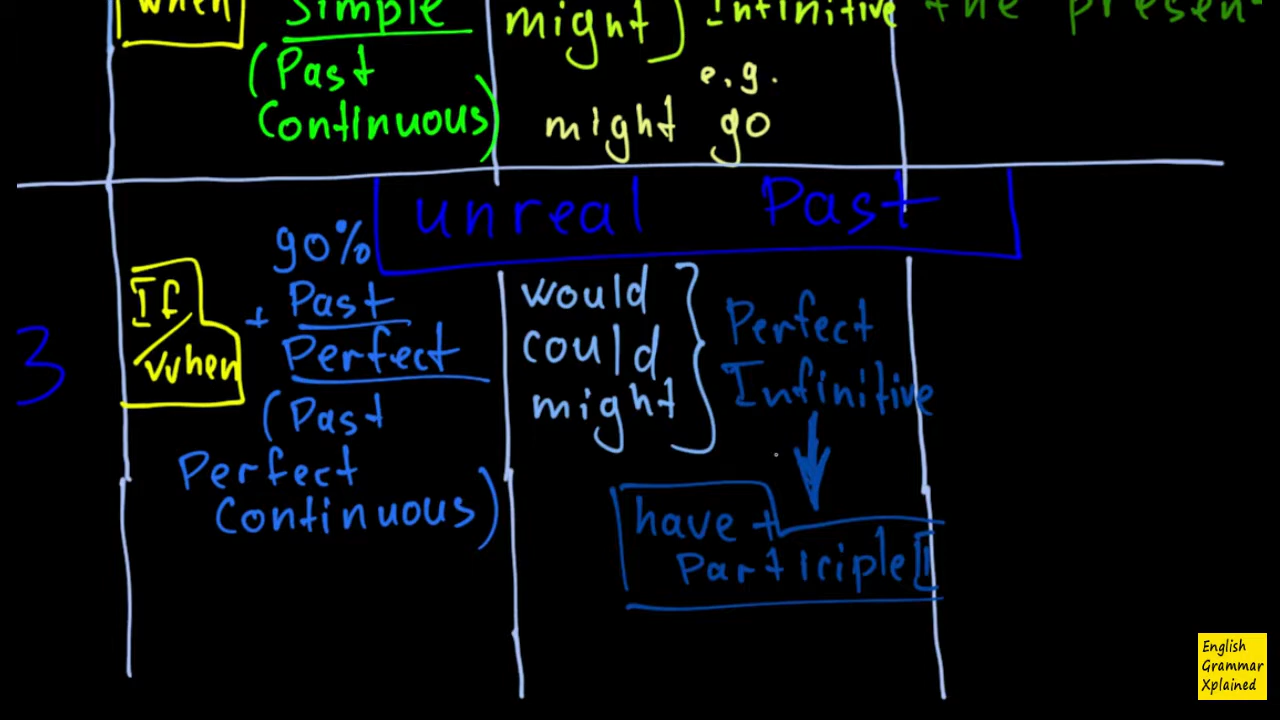 when
Simple
(Past
Continuous)
might} Infinitive
e.g.
might go
the presen
unreal Past
3
If/
when
+
90%
Past
Perfect
(Past
Perfect
Continuous)
would
could
might
}
Perfect
Infinitive
have +
Participle II
English
Grammar
Xplained